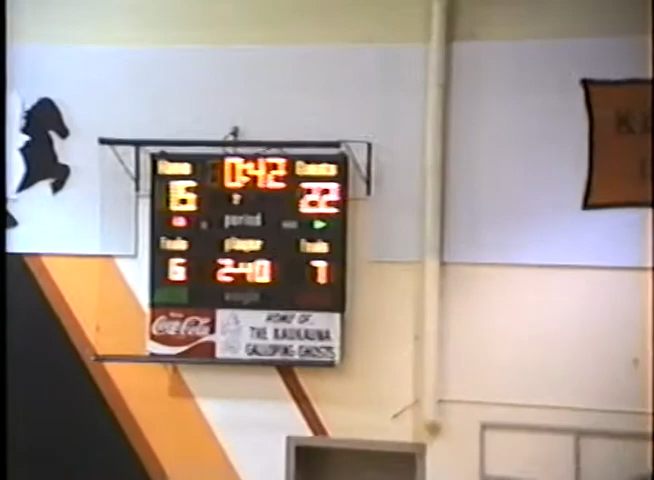 Home 0:42 Guests
15 22
period
Fouls player Fouls
6 2-40 7
Coca-Cola
HOME OF
THE KAUKAUNA
GALLOPING GHOSTS